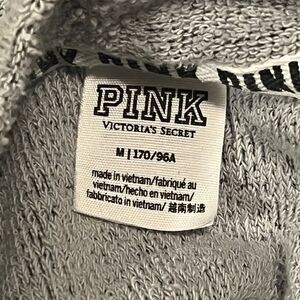 PINK
VICTORIA'S SECRET
M | 170/96A
made in vietnam/fabriqué au
vietnam/hecho en vietnam/
fabbricato in vietnam/ 越南制造